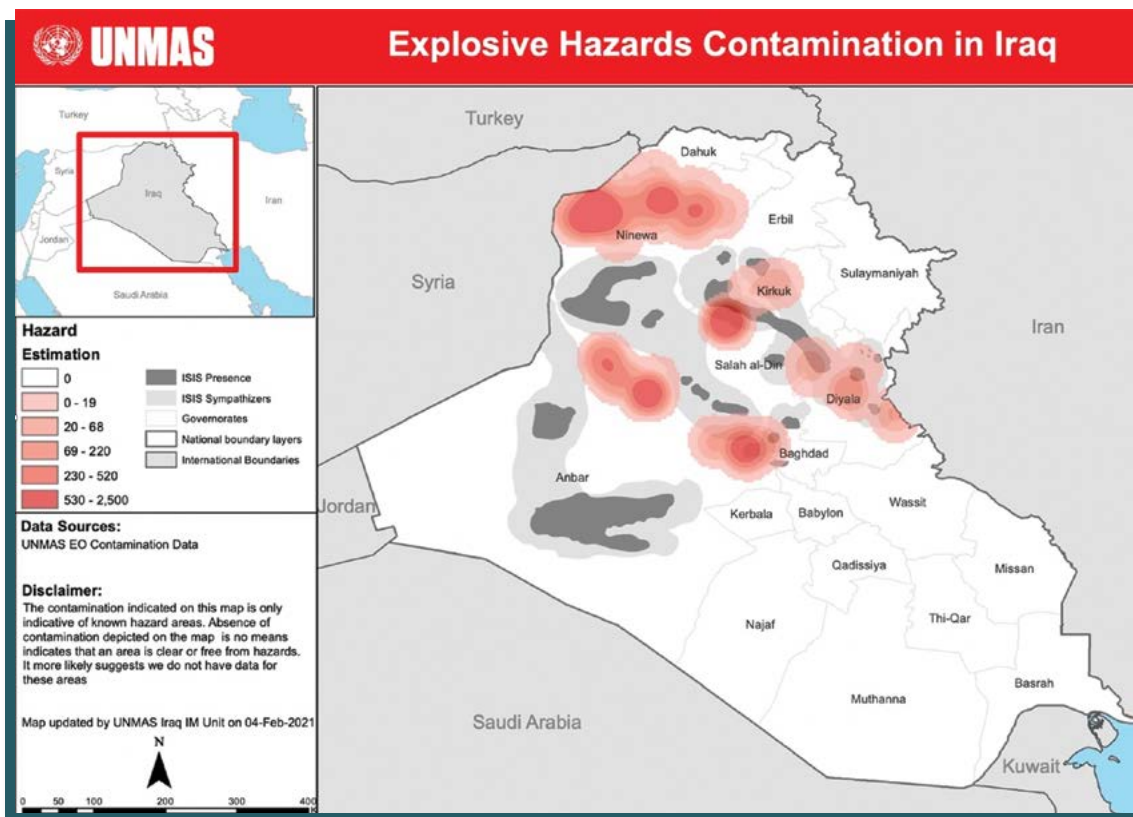 UNMAS
Explosive Hazards Contamination in Iraq
Turkey
Syria
Iraq
Iran
Jordan
Saudi Arabia
Hazard
Estimation
0
0 - 19
20 - 68
69 - 220
230 - 520
530 - 2,500
ISIS Presence
ISIS Sympathizers
Governorates
National boundary layers
International Boundaries
Data Sources:
UNMAS EO Contamination Data
Disclaimer:
The contamination indicated on this map is only
indicative of known hazard areas. Absence of
contamination depicted on the map is no means
indicates that an area is clear or free from hazards.
It more likely suggests we do not have data for
these areas
Map updated by UNMAS Iraq IM Unit on 04-Feb-2021
N
0 50 100 200 300 400
Turkey
Dahuk
Erbil
Ninewa
Sulaymaniyah
Syria
Kirkuk
Iran
Salah al-Din
Diyala
Baghdad
Anbar
Jordan
Wassit
Kerbala
Babylon
Qadissiya
Missan
Najaf
Thi-Qar
Basrah
Muthanna
Saudi Arabia
Kuwait